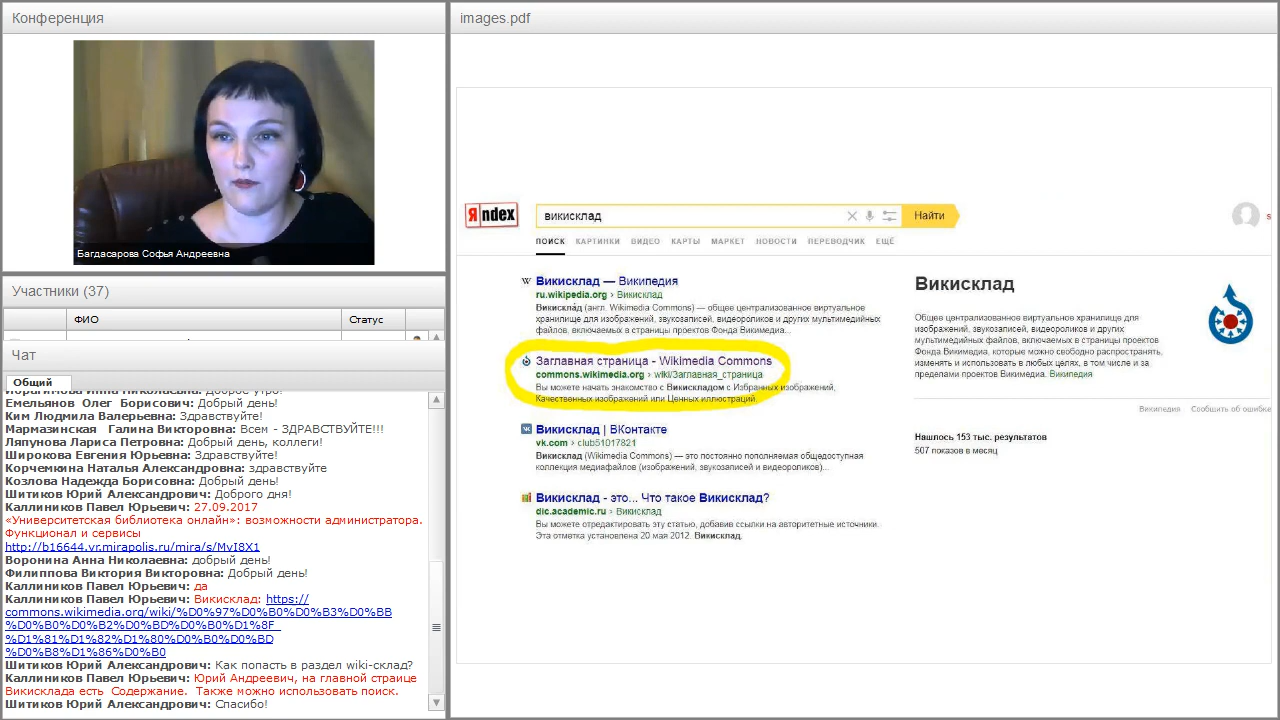 Конференция
Багдасарова Софья Андреевна
Участники (37)
ФИО
Статус
Чат
Общий
Емельянов Олег Борисович: Добрый день!
Ким Людмила Валерьевна: Здравствуйте!
Мармазинская Галина Викторовна: Всем - ЗДРАВСТВУЙТЕ!!!
Ляпунова Лариса Петровна: Добрый день, коллеги!
Широкова Евгения Юрьевна: Здравствуйте!
Корчемкина Наталья Александровна: здравствуйте
Козлова Надежда Борисовна: Добрый день!
Шитиков Юрий Александрович: Доброго дня!
Каллиников Павел Юрьевич: 27.09.2017
«Университетская библиотека онлайн»: возможности администратора.
Функционал и сервисы
http://b16644.vr.mirapolis.ru/mira/s/MvI8X1
Воронина Анна Николаевна: добрый день!
Филиппова Виктория Викторовна: Добрый день!
Каллиников Павел Юрьевич: да
Каллиников Павел Юрьевич: Викисклад: https://
commons.wikimedia.org/wiki/%D0%97%D0%B0%D0%B3%D0%BB
%D0%B0%D0%B2%D0%BD%D0%B0%D1%8F_
%D1%81%D1%82%D1%80%D0%B0%D0%BD
%D0%B8%D1%86%D0%B0
Шитиков Юрий Александрович: Как попасть в раздел wiki-склад?
Каллиников Павел Юрьевич: Юрий Андреевич, на главной страице
Викисклада есть Содержание. Также можно использовать поиск.
Шитиков Юрий Александрович: Спасибо!
images.pdf
Яndex
викисклад
Найти
ПОИСК КАРТИНКИ ВИДЕО КАРТЫ МАРКЕТ НОВОСТИ ПЕРЕВОДЧИК ЕЩЁ
W Викисклад — Википедия
ru.wikipedia.org › Викисклад
Викисклад (англ. Wikimedia Commons) — общее централизованное виртуальное
хранилище для изображений, звукозаписей, видеороликов и других мультимедийных
файлов, включаемых в страницы проектов Фонда Викимедиа...
Заглавная страница - Wikimedia Commons
commons.wikimedia.org › wiki/Заглавная_страница
Вы можете начать знакомство с Викискладом с Избранных изображений,
Качественных изображений или Ценных иллюстраций.
Викисклад | ВКонтакте
vk.com › club51017821
Викисклад (Wikimedia Commons) — это постоянно пополняемая общедоступная
коллекция медиафайлов (изображений, звукозаписей и видеороликов)...
Викисклад - это... Что такое Викисклад?
dic.academic.ru › Викисклад
Вы можете отредактировать эту статью, добавив ссылки на авторитетные источники.
Эта отметка установлена 20 мая 2012. Викисклад.
Викисклад
Общее централизованное виртуальное хранилище для
изображений, звукозаписей, видеороликов и других
мультимедийных файлов, включаемых в страницы проектов
Фонда Викимедиа, которые можно свободно распространять,
изменять и использовать в любых целях, в том числе и за
пределами проектов Викимедиа. Википедия
Википедия Сообщить об ошибке
Нашлось 153 тыс. результатов
507 показов в месяц